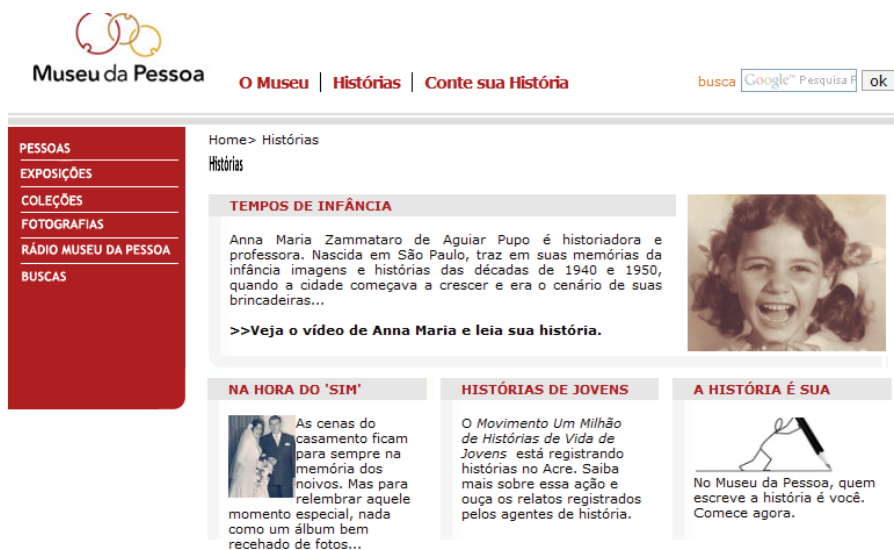 Museu da Pessoa
O Museu | Histórias | Conte sua História
busca Google™ Pesquisa P ok
PESSOAS
EXPOSIÇÕES
COLEÇÕES
FOTOGRAFIAS
RÁDIO MUSEU DA PESSOA
BUSCAS
Home> Histórias
Histórias
TEMPOS DE INFÂNCIA
Anna Maria Zammataro de Aguiar Pupo é historiadora e
professora. Nascida em São Paulo, traz em suas memórias da
infância imagens e histórias das décadas de 1940 e 1950,
quando a cidade começava a crescer e era o cenário de suas
brincadeiras...
>>Veja o vídeo de Anna Maria e leia sua história.
NA HORA DO 'SIM'
As cenas do
casamento ficam
para sempre na
memória dos
noivos. Mas para
relembrar aquele
momento especial, nada
como um álbum bem
recehado de fotos...
HISTÓRIAS DE JOVENS
O Movimento Um Milhão
de Histórias de Vida de
Jovens está registrando
histórias no Acre. Saiba
mais sobre essa ação e
ouça os relatos registrados
pelos agentes de história.
A HISTÓRIA É SUA
No Museu da Pessoa, quem
escreve a história é você.
Comece agora.